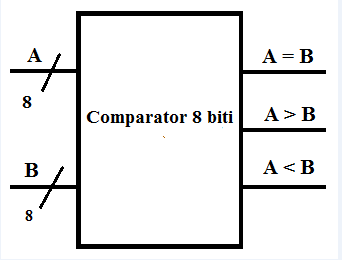 A
8
B
8
Comparator 8 biti
A = B
A > B
A < B